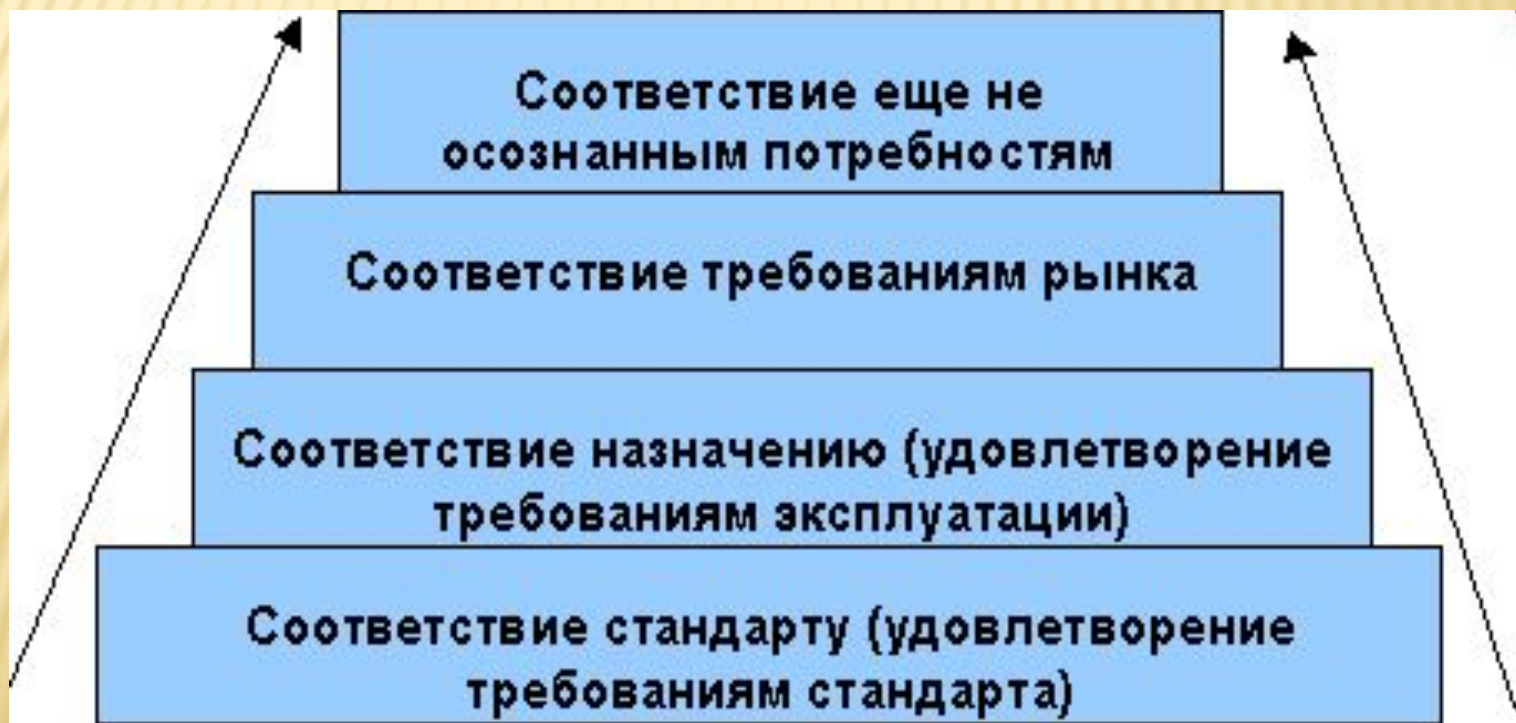 Соответствие еще не
осознанным потребностям
Соответствие требованиям рынка
Соответствие назначению (удовлетворение
требованиям эксплуатации)
Соответствие стандарту (удовлетворение
требованиям стандарта)